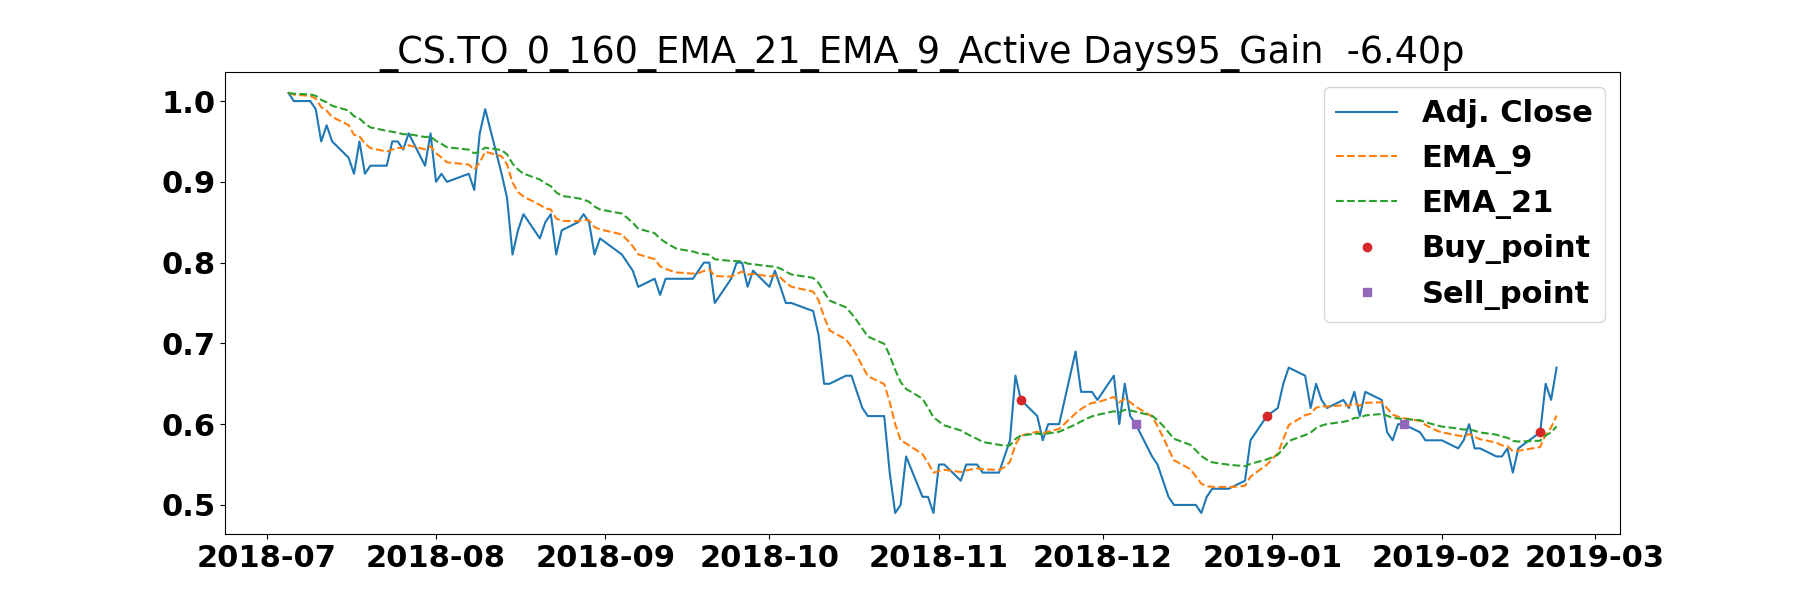 _CS.TO_0_160_EMA_21_EMA_9_Active Days95_Gain  -6.40p
1.0
0.9
0.8
0.7
0.6
0.5
2018-07 2018-08 2018-09 2018-10 2018-11 2018-12 2019-01 2019-02 2019-03
Adj. Close
EMA_9
EMA_21
Buy_point
Sell_point